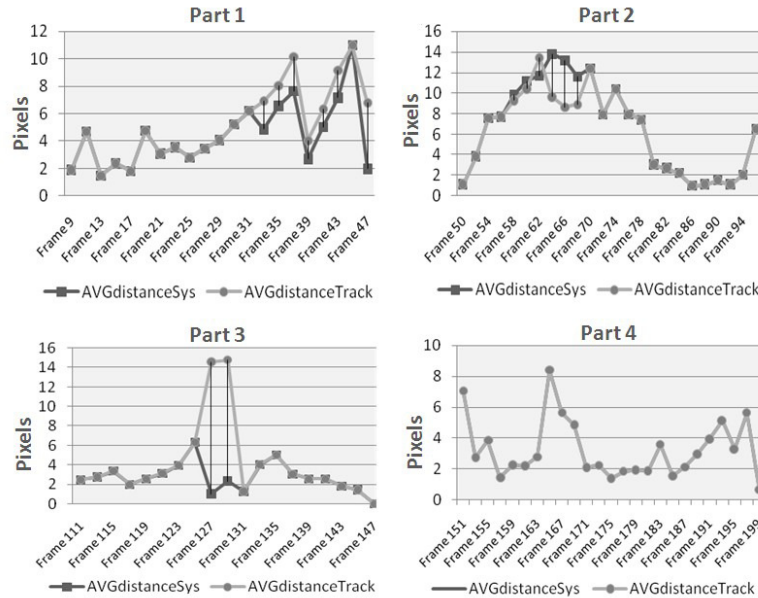 Part 1
Pixels
12
10
8
6
4
2
0
Frame 9
Frame 13
Frame 17
Frame 21
Frame 25
Frame 29
Frame 31
Frame 35
Frame 39
Frame 43
Frame 47
AVGdistanceSys AVGdistanceTrack
Part 2
Pixels
16
14
12
10
8
6
4
2
0
Frame 50
Frame 54
Frame 58
Frame 62
Frame 66
Frame 70
Frame 74
Frame 78
Frame 82
Frame 86
Frame 90
Frame 94
AVGdistanceSys AVGdistanceTrack
Part 3
Pixels
16
14
12
10
8
6
4
2
0
Frame 111
Frame 115
Frame 119
Frame 123
Frame 127
Frame 131
Frame 135
Frame 139
Frame 143
Frame 147
AVGdistanceSys AVGdistanceTrack
Part 4
Pixels
10
8
6
4
2
0
Frame 151
Frame 155
Frame 159
Frame 163
Frame 167
Frame 171
Frame 175
Frame 179
Frame 183
Frame 187
Frame 191
Frame 195
Frame 199
AVGdistanceSys AVGdistanceTrack